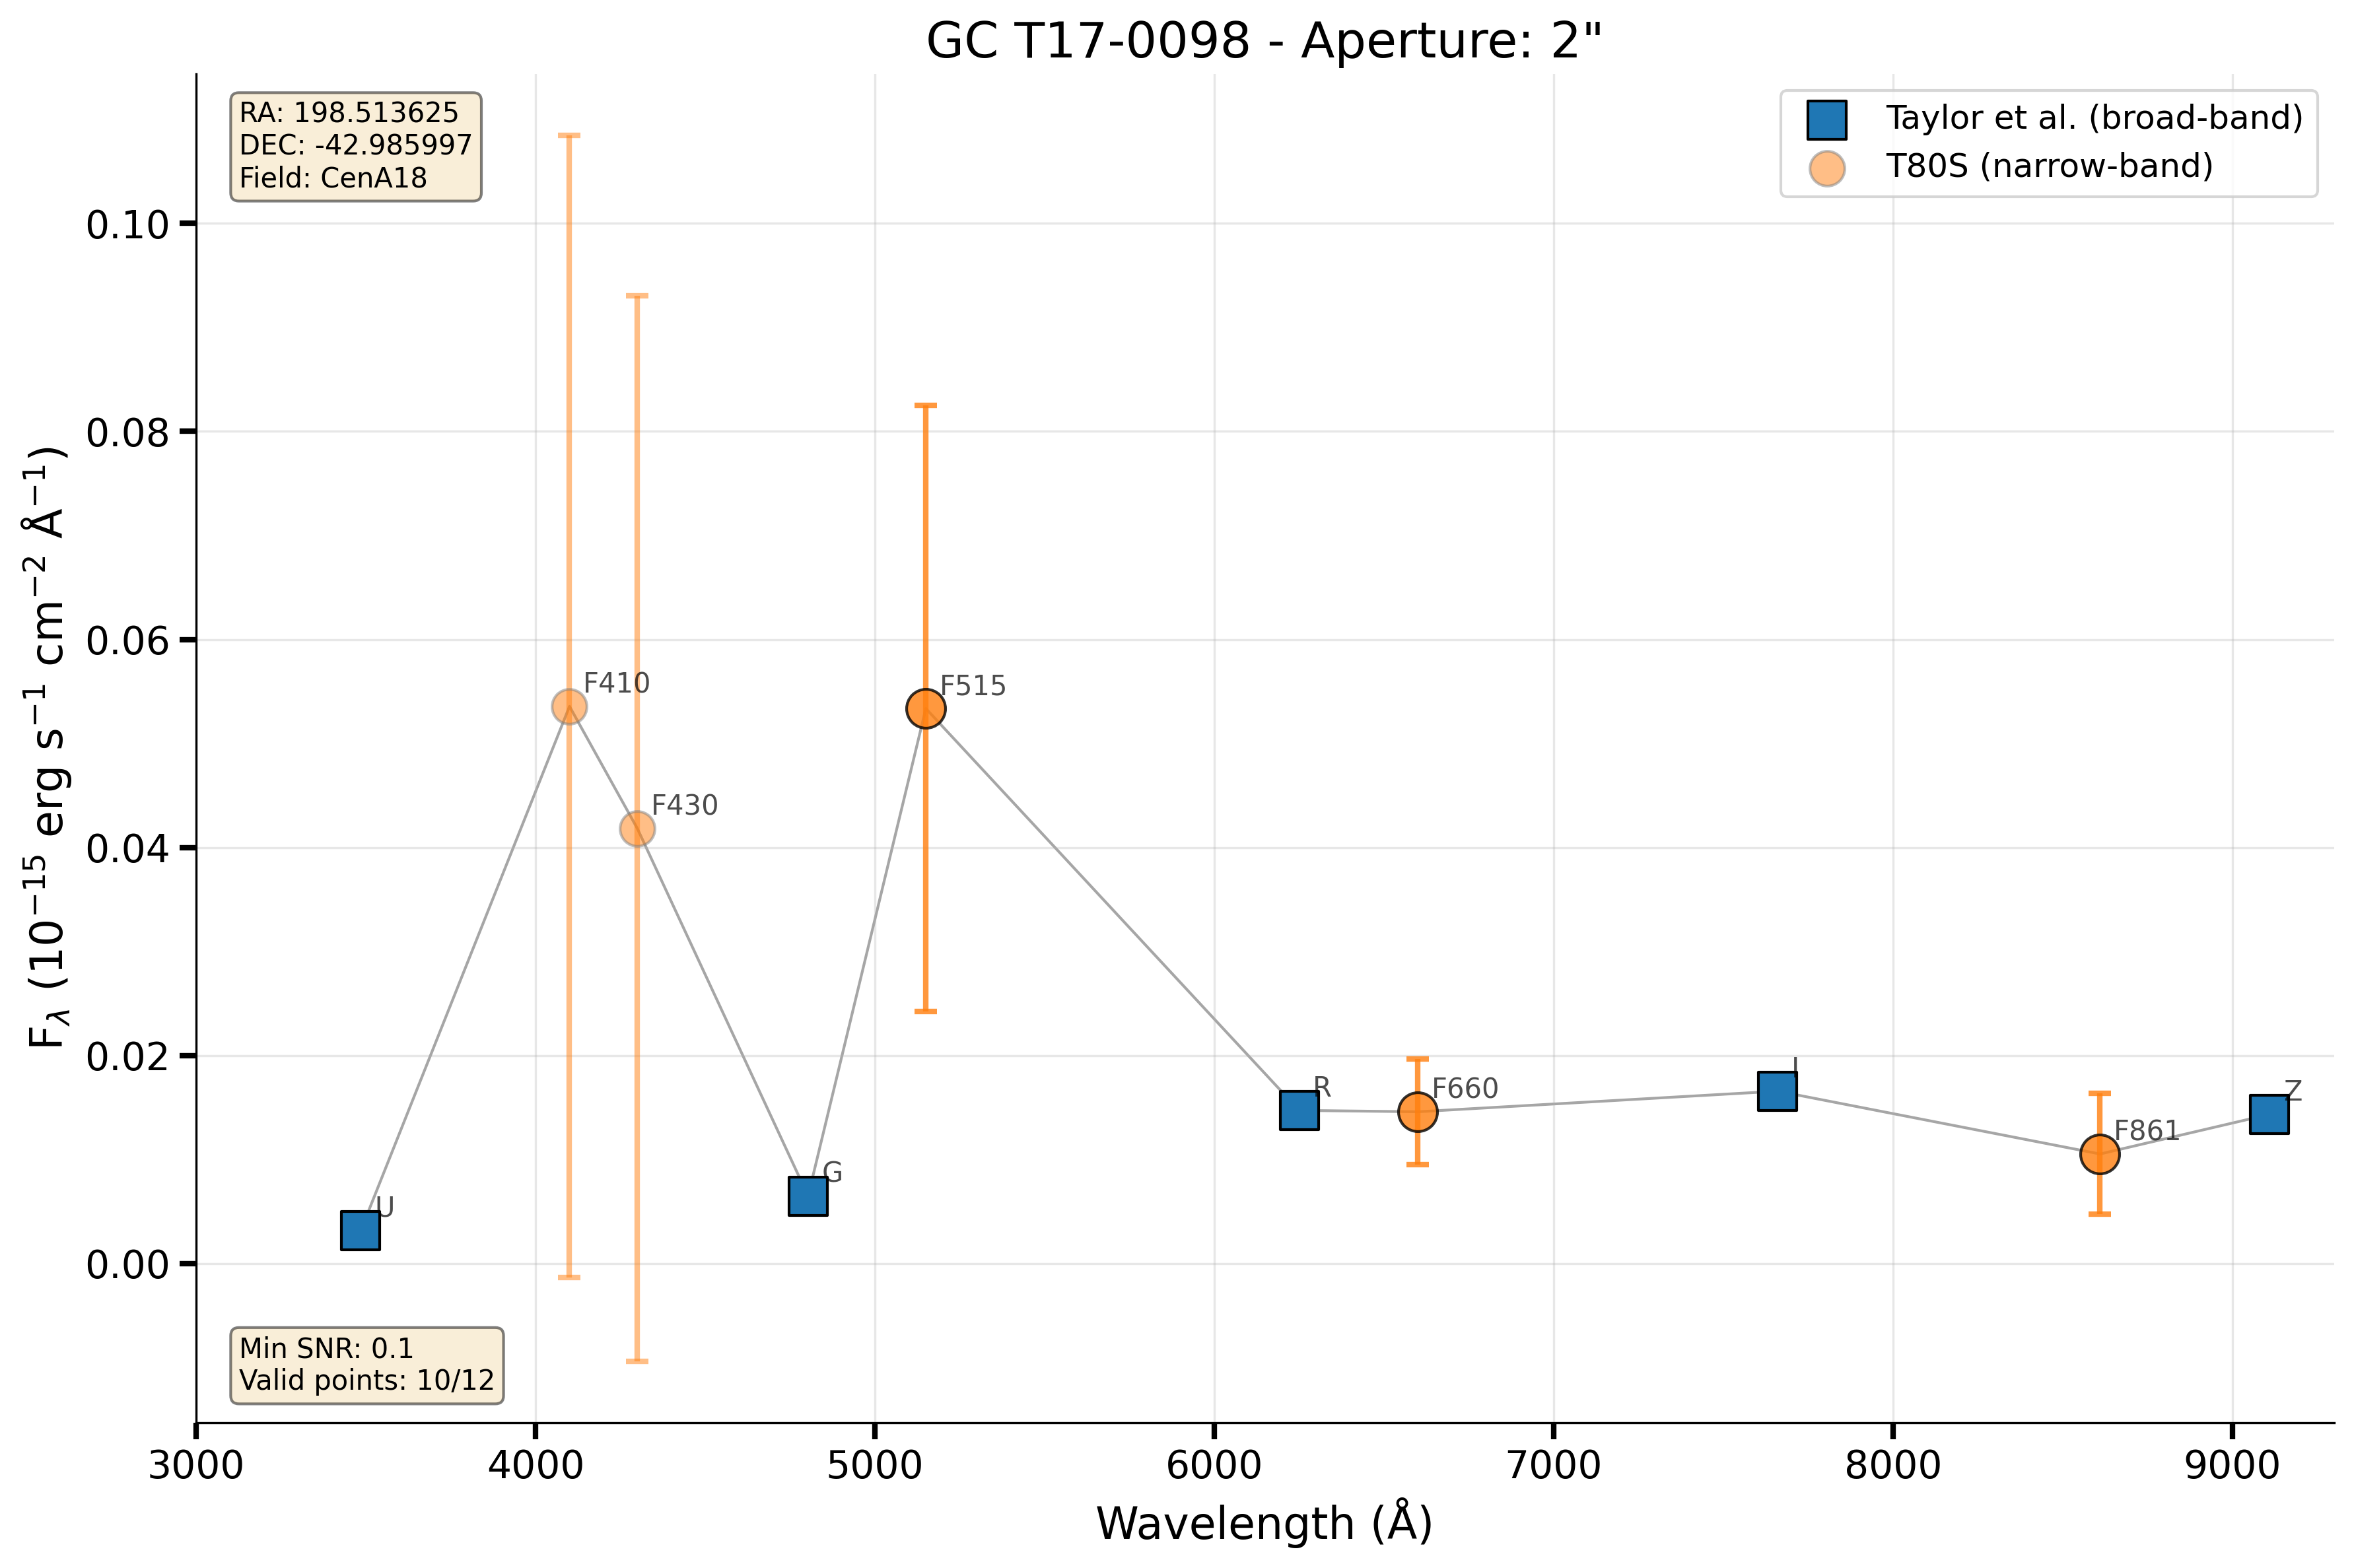 GC T17-0098 - Aperture: 2"
RA: 198.513625
DEC: -42.985997
Field: CenA18
Taylor et al. (broad-band)
T80S (narrow-band)
0.10
0.08
0.06
0.04
0.02
0.00
F_λ (10⁻¹⁵ erg s⁻¹ cm⁻² Å⁻¹)
U
F410
F430
G
F515
R
F660
I
F861
Z
Min SNR: 0.1
Valid points: 10/12
3000 4000 5000 6000 7000 8000 9000
Wavelength (Å)